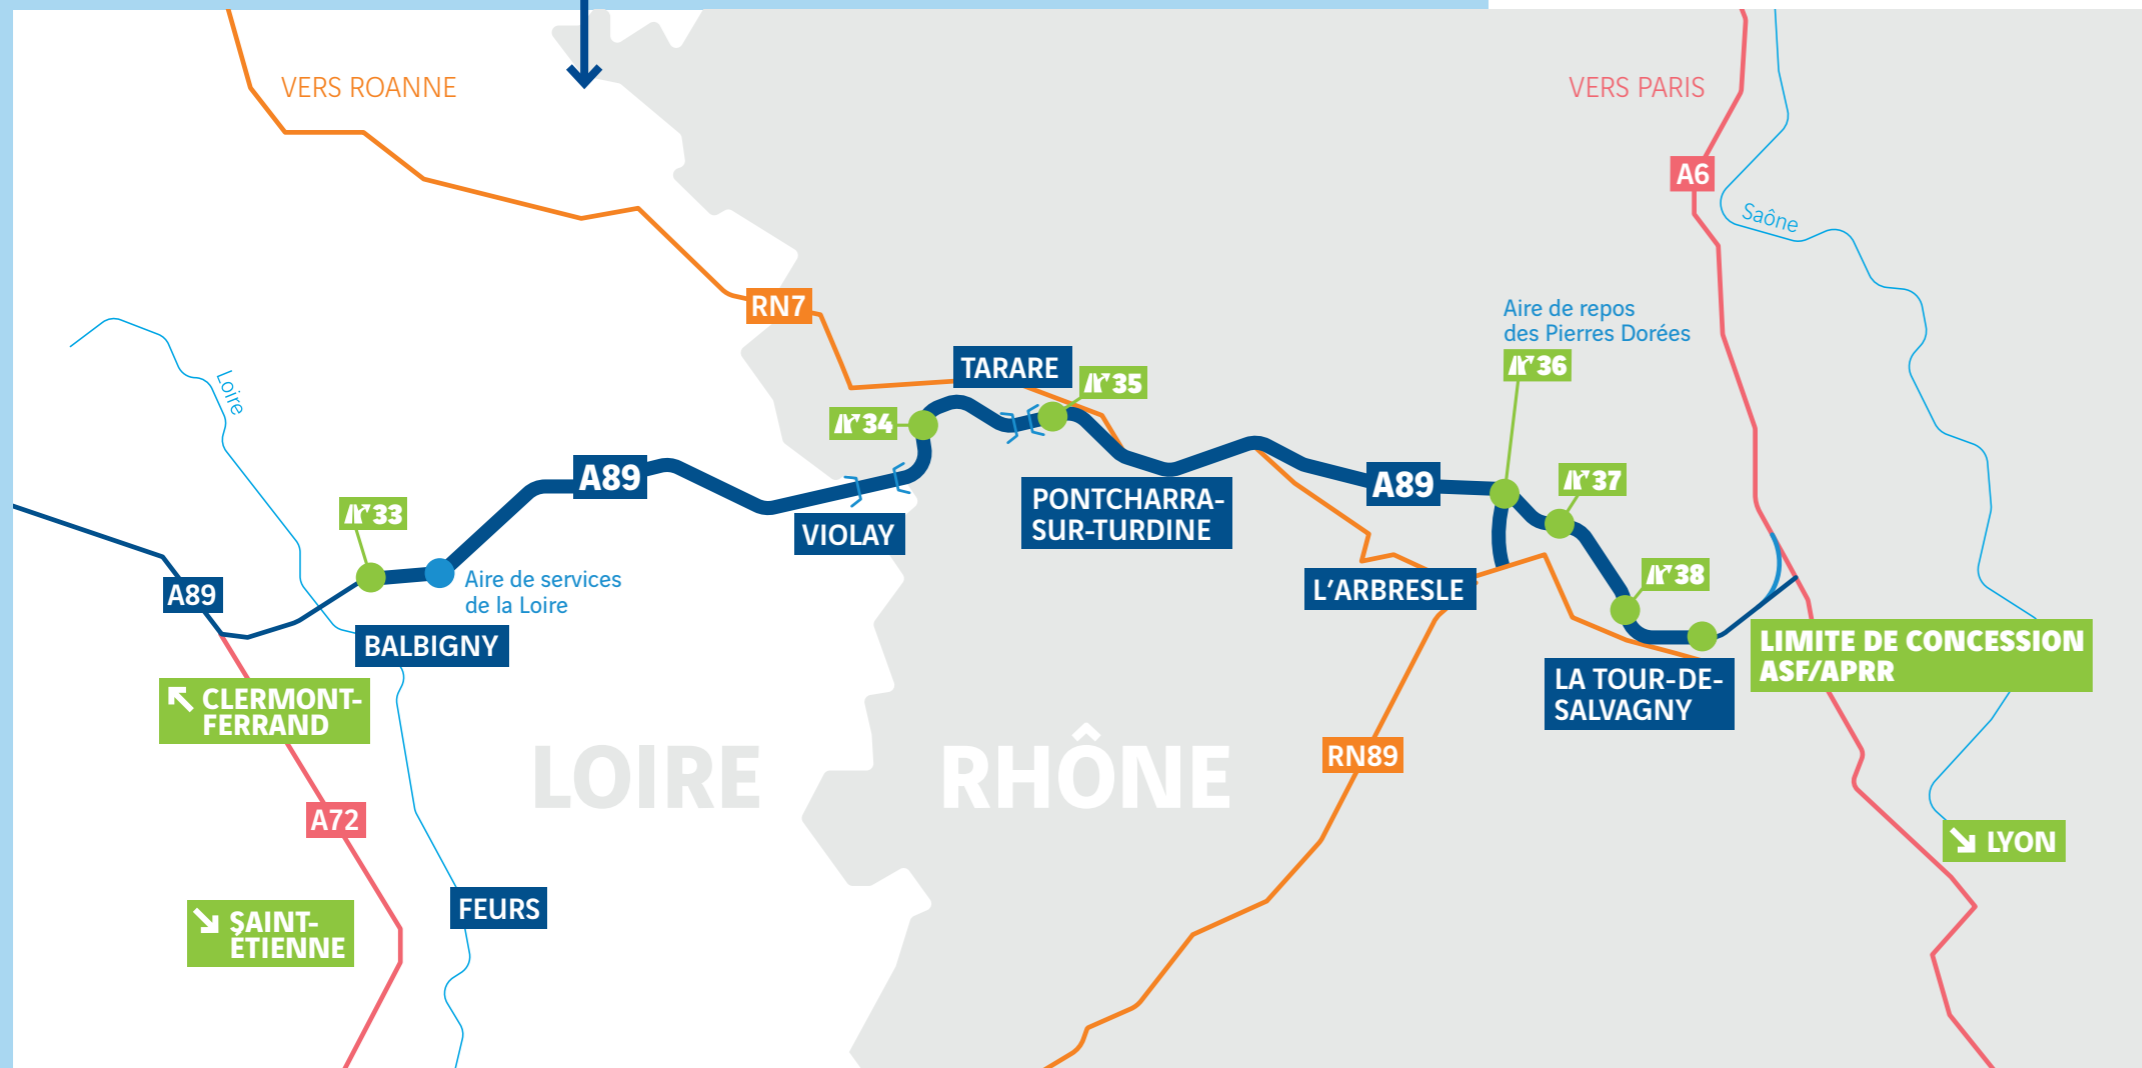 VERS ROANNE
VERS PARIS
A6
Saône
RN7
Aire de repos
des Pierres Dorées
36
TARARE
35
Loire
34
A89
A89
37
PONTCHARRA-
SUR-TURDINE
33
VIOLAY
38
A89
Aire de services
de la Loire
L'ARBRESLE
BALBIGNY
LIMITE DE CONCESSION
ASF/APRR
LA TOUR-DE-
SALVAGNY
CLERMONT-
FERRAND
LOIRE
RHÔNE
RN89
A72
LYON
FEURS
SAINT-
ÉTIENNE